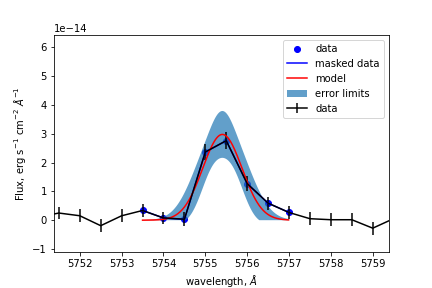 1e−14
6
5
4
3
2
1
0
−1
Flux, erg s⁻¹ cm⁻² Å⁻¹
data
masked data
model
error limits
data
5752 5753 5754 5755 5756 5757 5758 5759
wavelength, Å